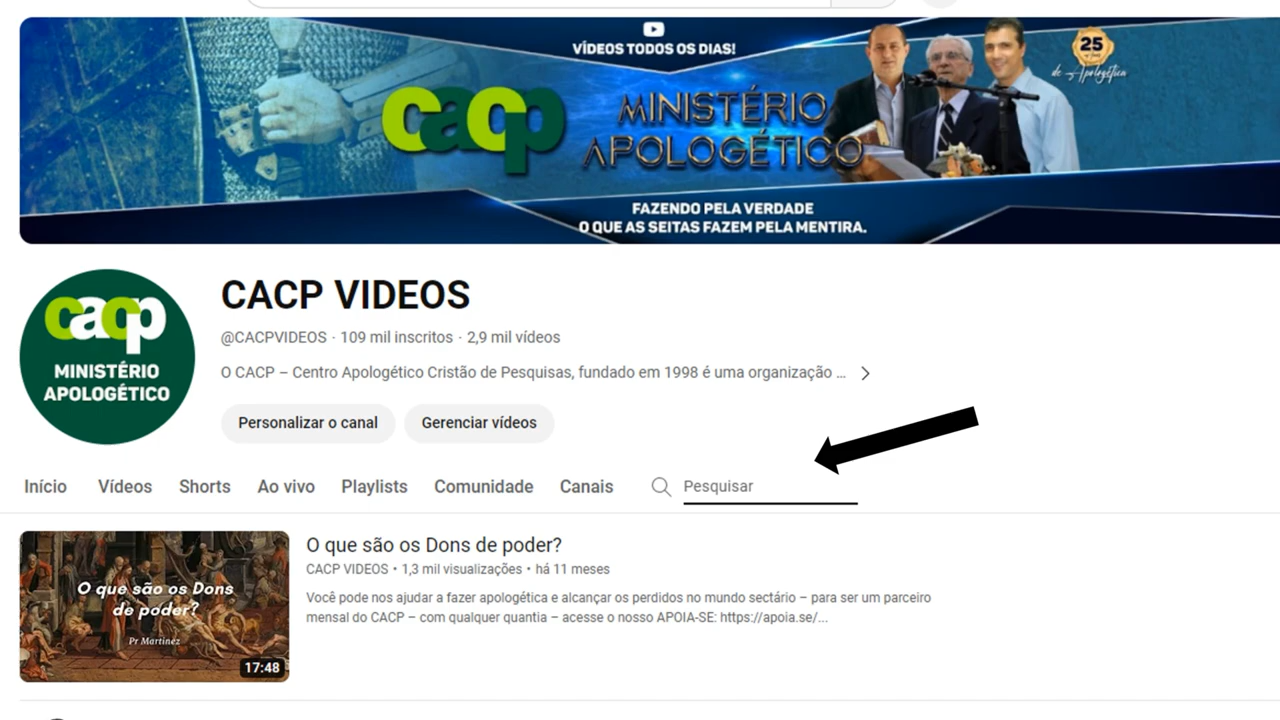 VÍDEOS TODOS OS DIAS!
cacp
MINISTÉRIO
APOLOGÉTICO
25
de Apologética
FAZENDO PELA VERDADE
O QUE AS SEITAS FAZEM PELA MENTIRA.
cacp
MINISTÉRIO
APOLOGÉTICO
CACP VIDEOS
@CACPVIDEOS · 109 mil inscritos · 2,9 mil vídeos
O CACP – Centro Apologético Cristão de Pesquisas, fundado em 1998 é uma organização ...
Personalizar o canal
Gerenciar vídeos
Início
Vídeos
Shorts
Ao vivo
Playlists
Comunidade
Canais
Pesquisar
O que são os Dons
de poder?
Pr Martinez
17:48
O que são os Dons de poder?
CACP VIDEOS • 1,3 mil visualizações • há 11 meses
Você pode nos ajudar a fazer apologética e alcançar os perdidos no mundo sectário – para ser um parceiro
mensal do CACP – com qualquer quantia – acesse o nosso APOIA-SE: https://apoia.se/...